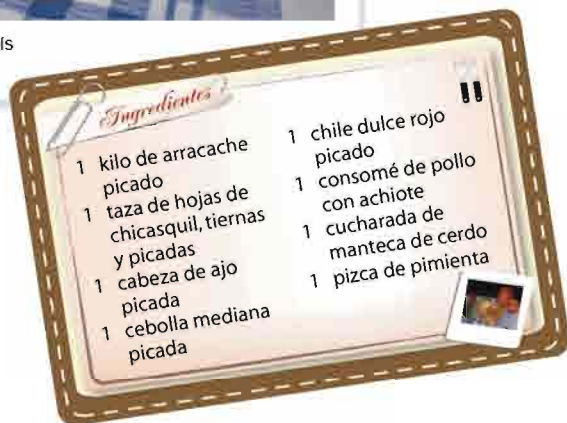 ís
Ingredientes
1 kilo de arracache
picado
1 taza de hojas de
chicasquil, tiernas
y picadas
1 cabeza de ajo
picada
1 cebolla mediana
picada
1 chile dulce rojo
picado
1 consomé de pollo
con achiote
1 cucharada de
manteca de cerdo
1 pizca de pimienta